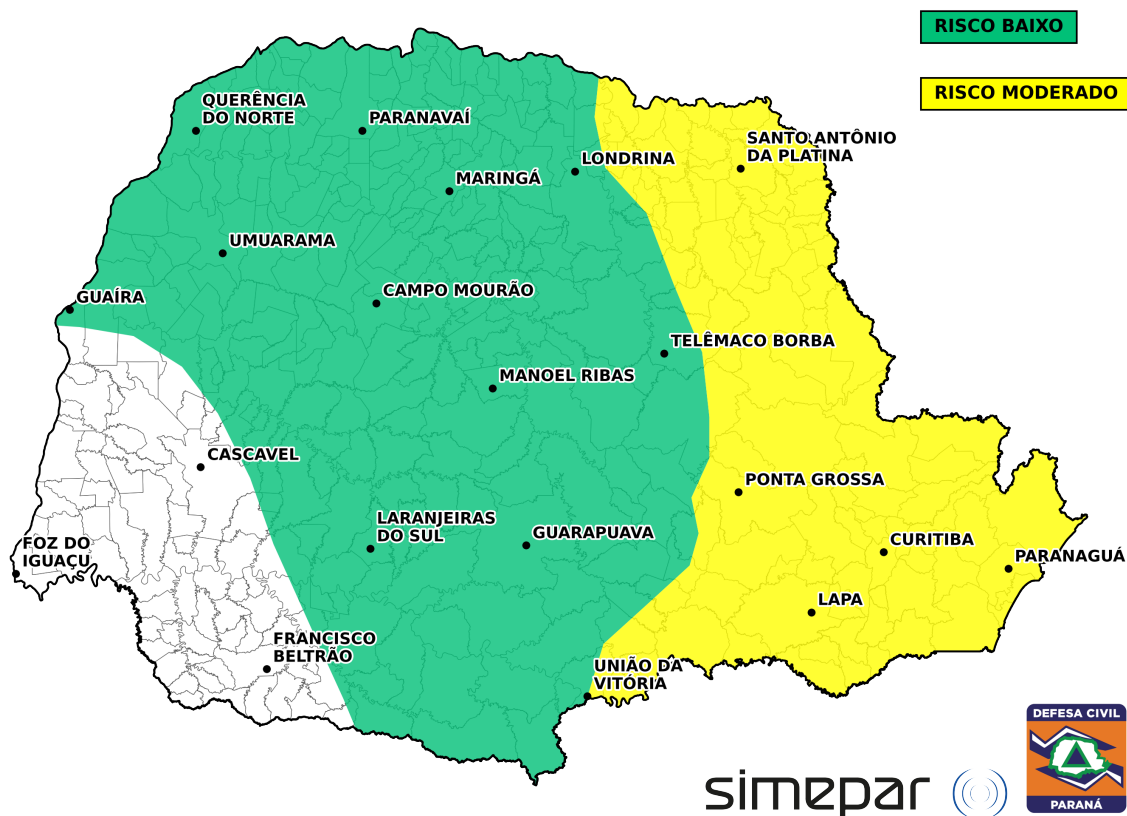 RISCO BAIXO
RISCO MODERADO
QUERÊNCIA
DO NORTE
PARANAVAÍ
SANTO ANTÔNIO
DA PLATINA
LONDRINA
MARINGÁ
UMUARAMA
GUAÍRA
CAMPO MOURÃO
TELÊMACO BORBA
MANOEL RIBAS
CASCAVEL
PONTA GROSSA
LARANJEIRAS
DO SUL
GUARAPUAVA
CURITIBA
FOZ DO
IGUAÇU
PARANAGUÁ
LAPA
FRANCISCO
BELTRÃO
UNIÃO DA
VITÓRIA
DEFESA CIVIL
PARANÁ
simepar